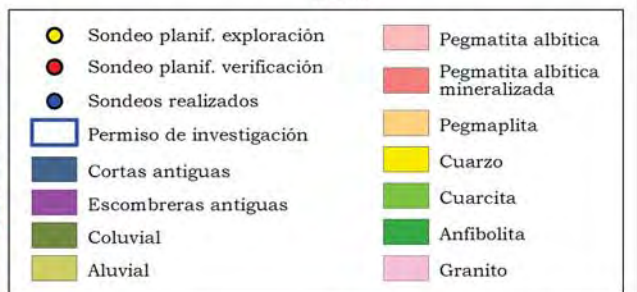 Sondeo planif. exploración
Sondeo planif. verificación
Sondeos realizados
Permiso de investigación
Cortas antiguas
Escombreras antíguas
Coluvial
Aluvial
Pegmatita albítica
Pegmatita albítica
mineralizada
Pegmaplita
Cuarzo
Cuarcita
Anfibolita
Granito